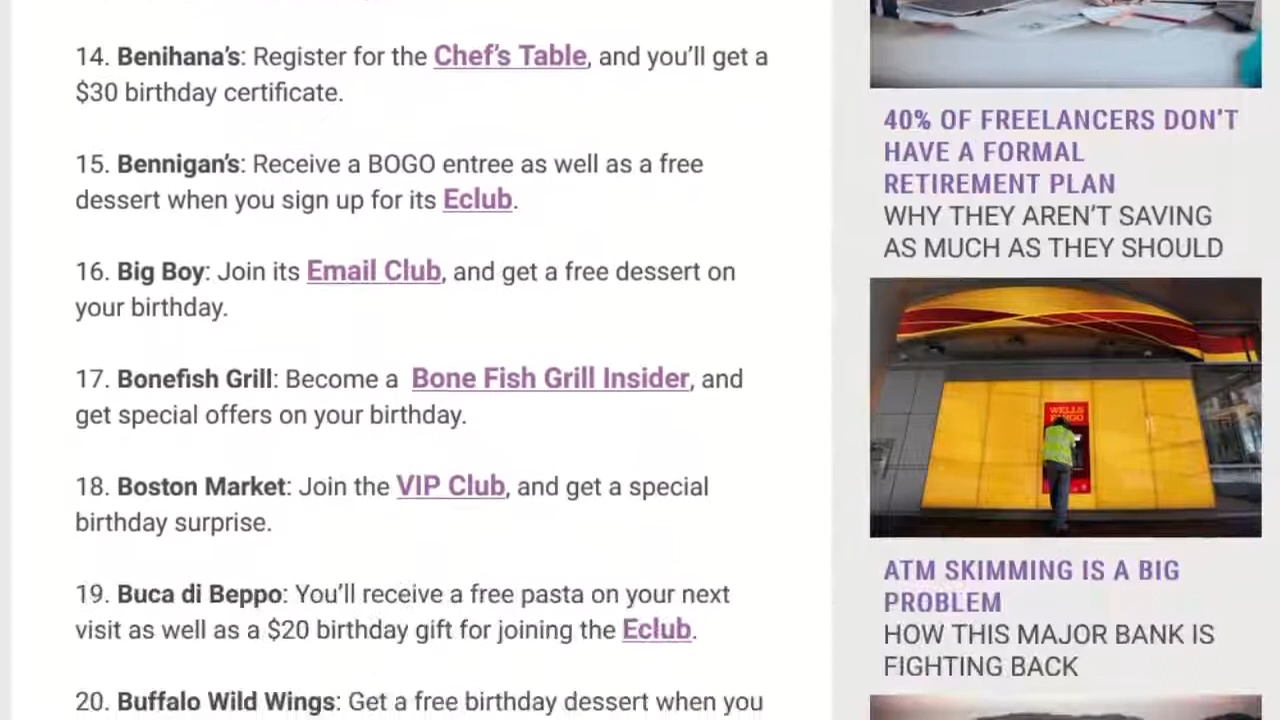 14. Benihana's: Register for the Chef's Table, and you'll get a
$30 birthday certificate.
15. Bennigan's: Receive a BOGO entree as well as a free
dessert when you sign up for its Eclub.
16. Big Boy: Join its Email Club, and get a free dessert on
your birthday.
17. Bonefish Grill: Become a  Bone Fish Grill Insider, and
get special offers on your birthday.
18. Boston Market: Join the VIP Club, and get a special
birthday surprise.
19. Buca di Beppo: You'll receive a free pasta on your next
visit as well as a $20 birthday gift for joining the Eclub.
20. Buffalo Wild Wings: Get a free birthday dessert when you
40% OF FREELANCERS DON'T
HAVE A FORMAL
RETIREMENT PLAN
WHY THEY AREN'T SAVING
AS MUCH AS THEY SHOULD
WELLS
FARGO
ATM SKIMMING IS A BIG
PROBLEM
HOW THIS MAJOR BANK IS
FIGHTING BACK